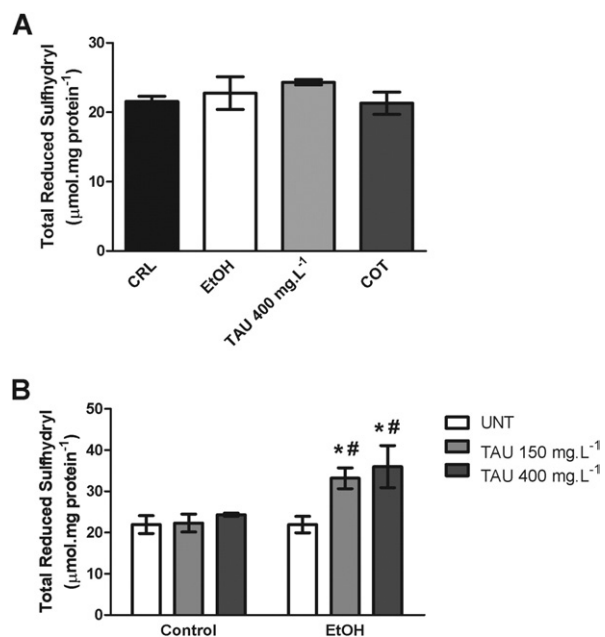 A
Total Reduced Sulfhydryl
(μmol.mg protein⁻¹)
30
20
10
0
CRL
EtOH
TAU 400 mg.L⁻¹
COT
B
Total Reduced Sulfhydryl
(μmol.mg protein⁻¹)
50
40
30
20
10
0
*#
*#
Control
EtOH
UNT
TAU 150 mg.L⁻¹
TAU 400 mg.L⁻¹